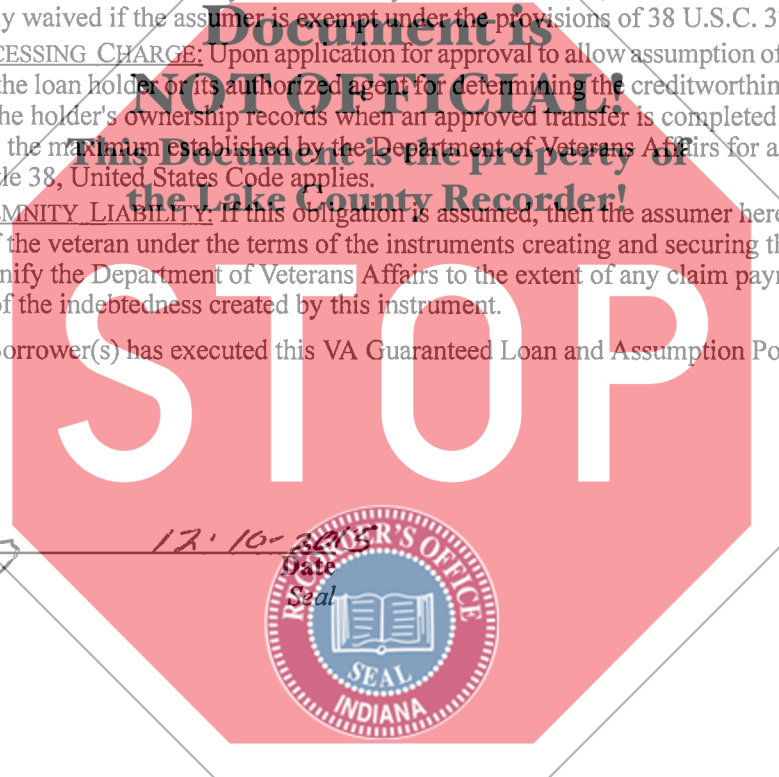 y waived if the assumer is exempt under the provisions of 38 U.S.C. 3
Document is
CESSING CHARGE: Upon application for approval to allow assumption of
the loan holder or its authorized agent for determining the creditworthin
NOT OFFICIAL!
he holder's ownership records when an approved transfer is completed
the maximum established by the Department of Veterans Affairs for a
This Document is the property of
le 38, United States Code applies.
the Lake County Recorder!
MNITY LIABILITY: If this obligation is assumed, then the assumer here
f the veteran under the terms of the instruments creating and securing th
nify the Department of Veterans Affairs to the extent of any claim payn
of the indebtedness created by this instrument.
Borrower(s) has executed this VA Guaranteed Loan and Assumption Po
STOP
12-10-2015
Date
Seal
RECORDER'S OFFICE
SEAL
INDIANA